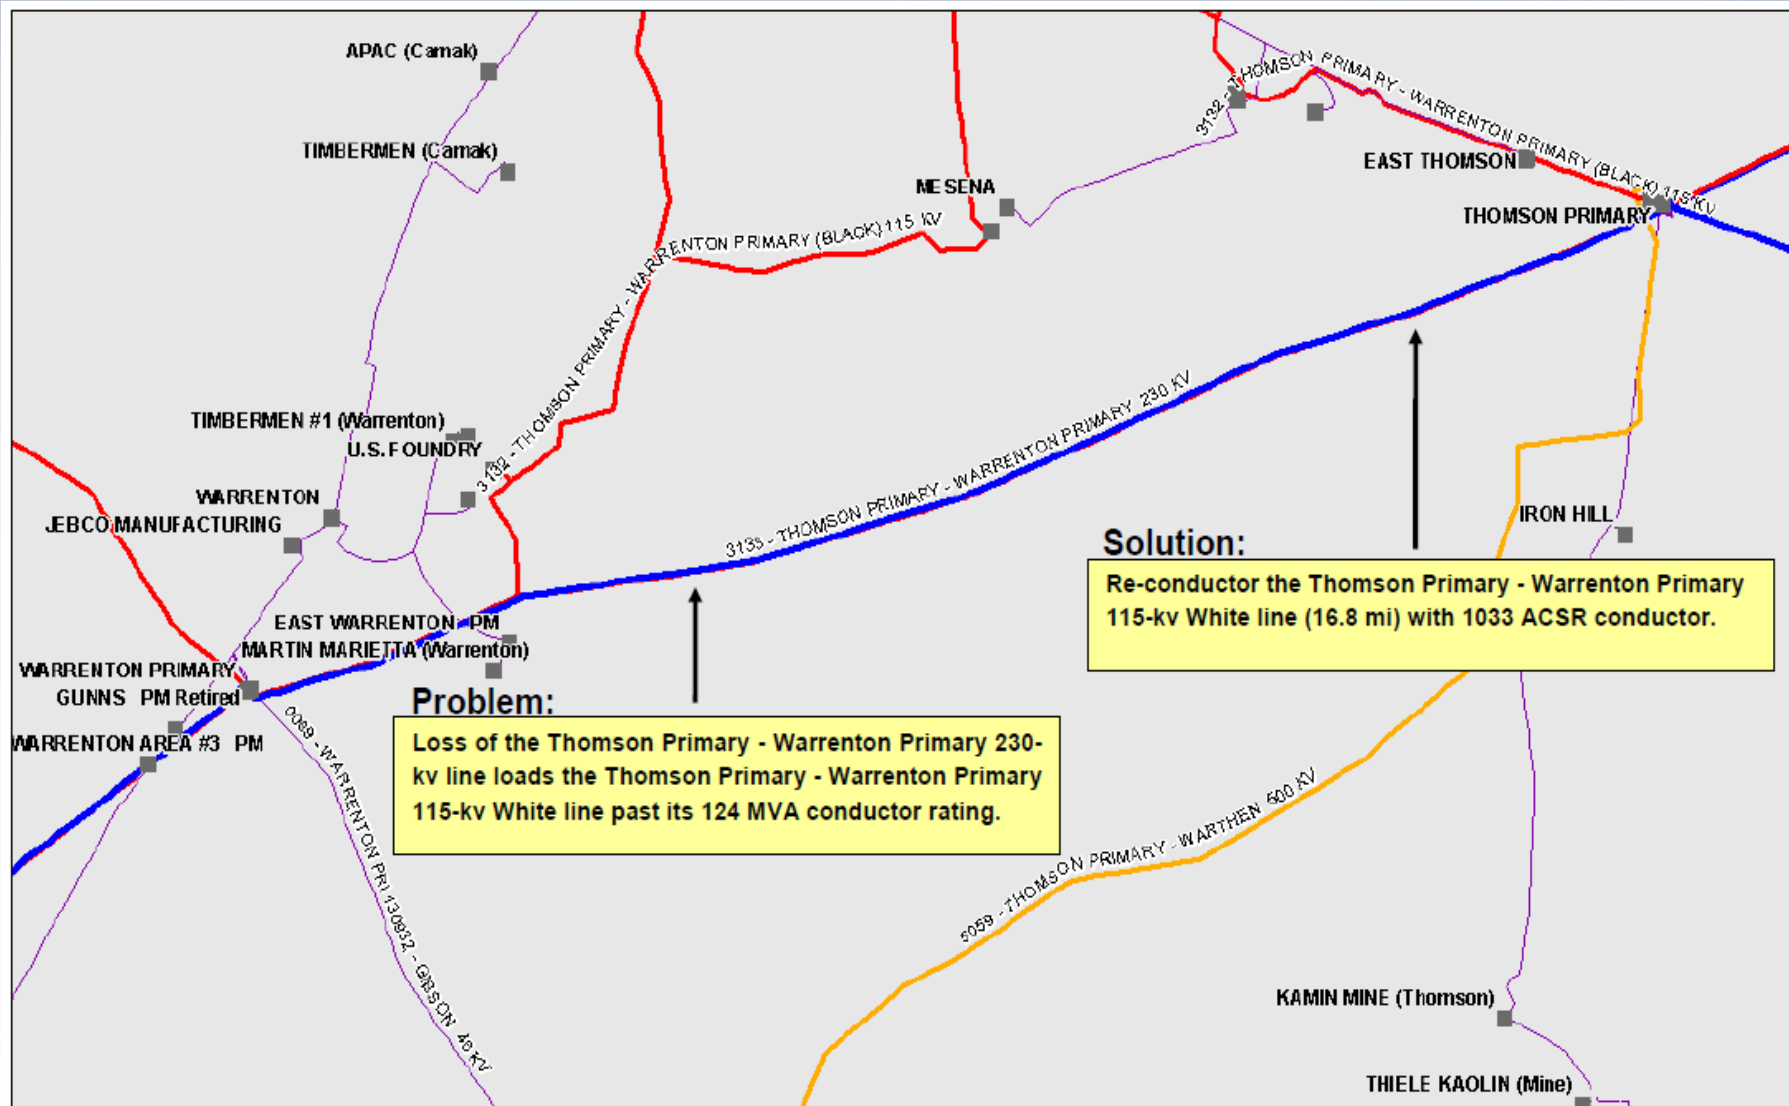 APAC (Camak)
TIMBERMEN (Camak)
MESENA
3132 - THOMSON PRIMARY - WARRENTON PRIMARY (BLACK) 115 KV
EAST THOMSON
THOMSON PRIMARY
3132 - THOMSON PRIMARY - WARRENTON PRIMARY (BLACK) 115 KV
TIMBERMEN #1 (Warrenton)
U.S. FOUNDRY
WARRENTON
JEBCO MANUFACTURING
3133 - THOMSON PRIMARY - WARRENTON PRIMARY 230 KV
IRON HILL
Solution:
Re-conductor the Thomson Primary - Warrenton Primary
115-kv White line (16.8 mi) with 1033 ACSR conductor.
EAST WARRENTON PM
MARTIN MARIETTA (Warrenton)
WARRENTON PRIMARY
GUNNS PM Retired
WARRENTON AREA #3 PM
Problem:
Loss of the Thomson Primary - Warrenton Primary 230-
kv line loads the Thomson Primary - Warrenton Primary
115-kv White line past its 124 MVA conductor rating.
WARRENTON PRI 130932 - GIBSON 46 KV
5059 - THOMSON PRIMARY - WARTHEN 500 KV
KAMIN MINE (Thomson)
THIELE KAOLIN (Mine)